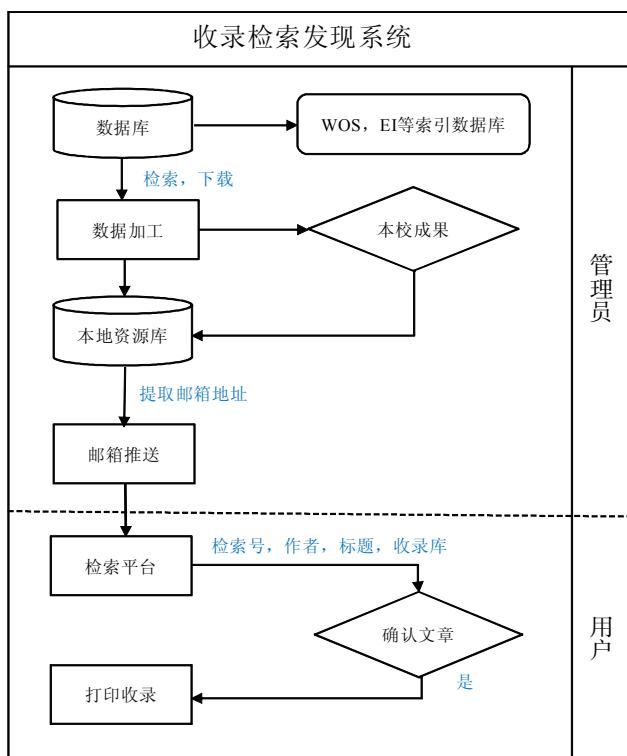 收录检索发现系统
数据库
WOS，EI等索引数据库
检索，下载
数据加工
本校成果
管理员
本地资源库
提取邮箱地址
邮箱推送
检索平台
检索号，作者，标题，收录库
确认文章
用户
是
打印收录